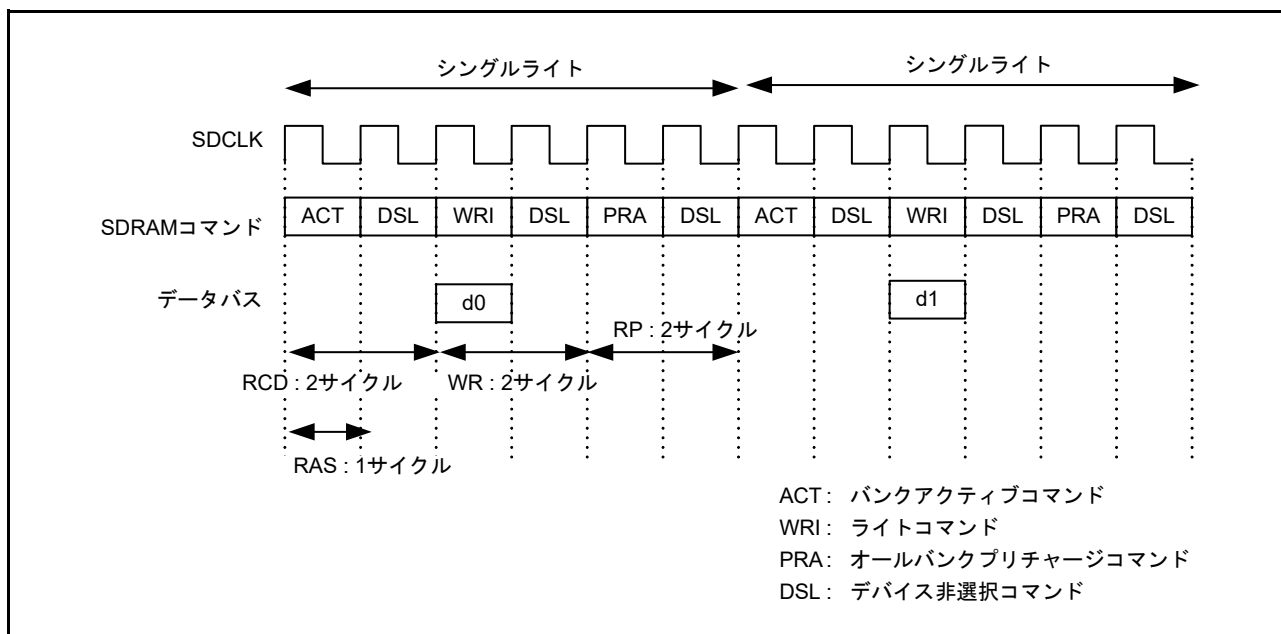 シングルライト シングルライト
SDCLK
SDRAMコマンド ACT DSL WRI DSL PRA DSL ACT DSL WRI DSL PRA DSL
データバス d0 d1
RP : 2サイクル
RCD : 2サイクル WR : 2サイクル
RAS : 1サイクル
ACT : バンクアクティブコマンド
WRI : ライトコマンド
PRA : オールバンクプリチャージコマンド
DSL : デバイス非選択コマンド